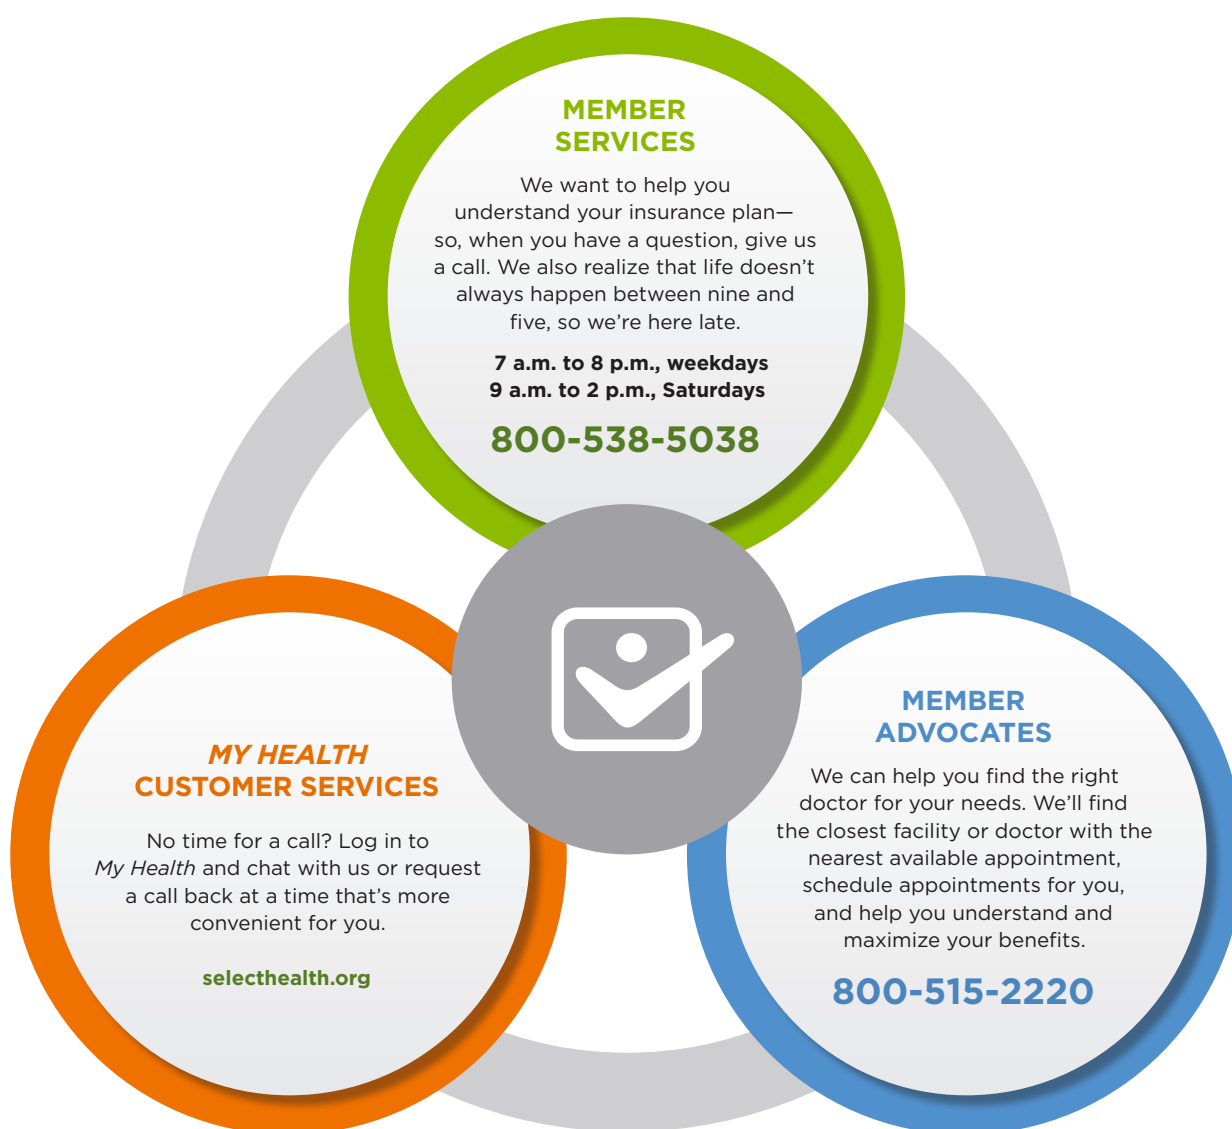 MEMBER
SERVICES
We want to help you
understand your insurance plan—
so, when you have a question, give us
a call. We also realize that life doesn’t
always happen between nine and
five, so we’re here late.
7 a.m. to 8 p.m., weekdays
9 a.m. to 2 p.m., Saturdays
800-538-5038
MY HEALTH
CUSTOMER SERVICES
No time for a call? Log in to
My Health and chat with us or request
a call back at a time that’s more
convenient for you.
selecthealth.org
MEMBER
ADVOCATES
We can help you find the right
doctor for your needs. We’ll find
the closest facility or doctor with the
nearest available appointment,
schedule appointments for you,
and help you understand and
maximize your benefits.
800-515-2220